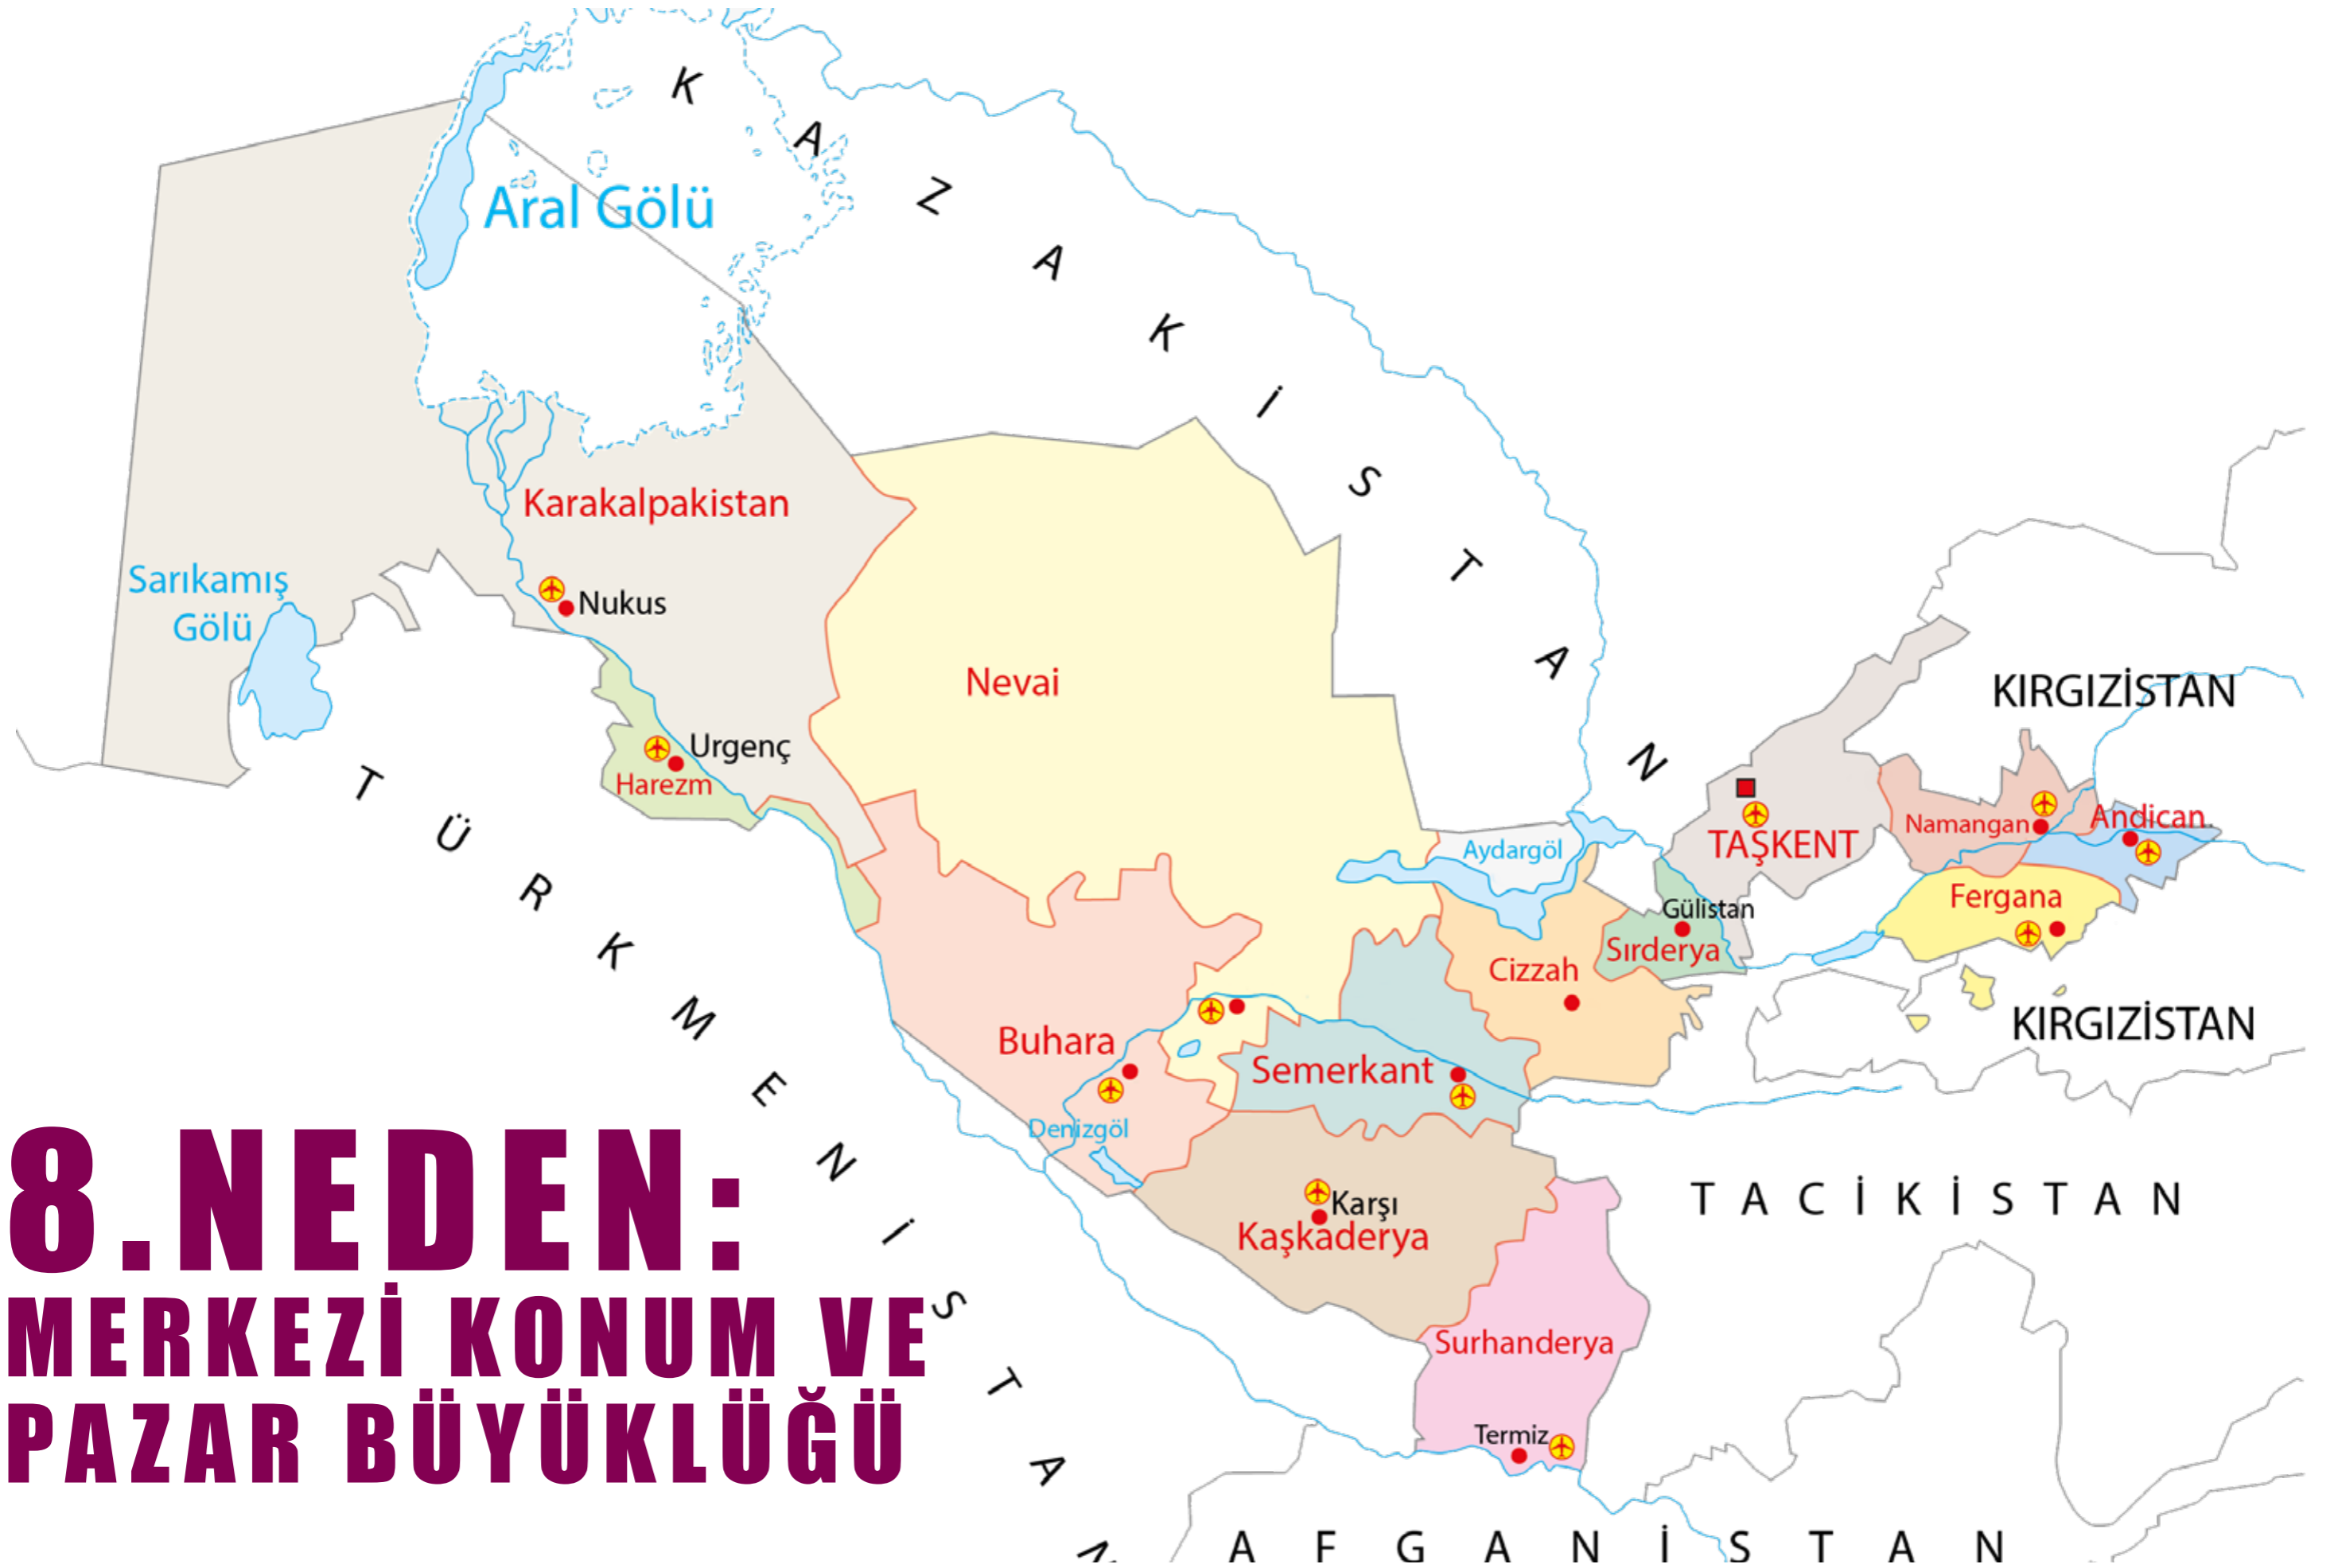 KAZAKİSTAN
Aral Gölü
Karakalpakistan
Sarıkamış
Gölü
Nukus
Nevai
KIRGIZİSTAN
Urgenç
Harezm
TÜRKMENİSTAN
Aydargöl
TAŞKENT
Namangan
Andican
Fergana
Gülistan
Sırderya
Cizzah
KIRGIZİSTAN
Buhara
Semerkant
Denizgöl
Karşı
Kaşkaderya
TACİKİSTAN
Surhanderya
Termiz
AFGANİSTAN
8.NEDEN:
MERKEZİ KONUM VE
PAZAR BÜYÜKLÜĞÜ